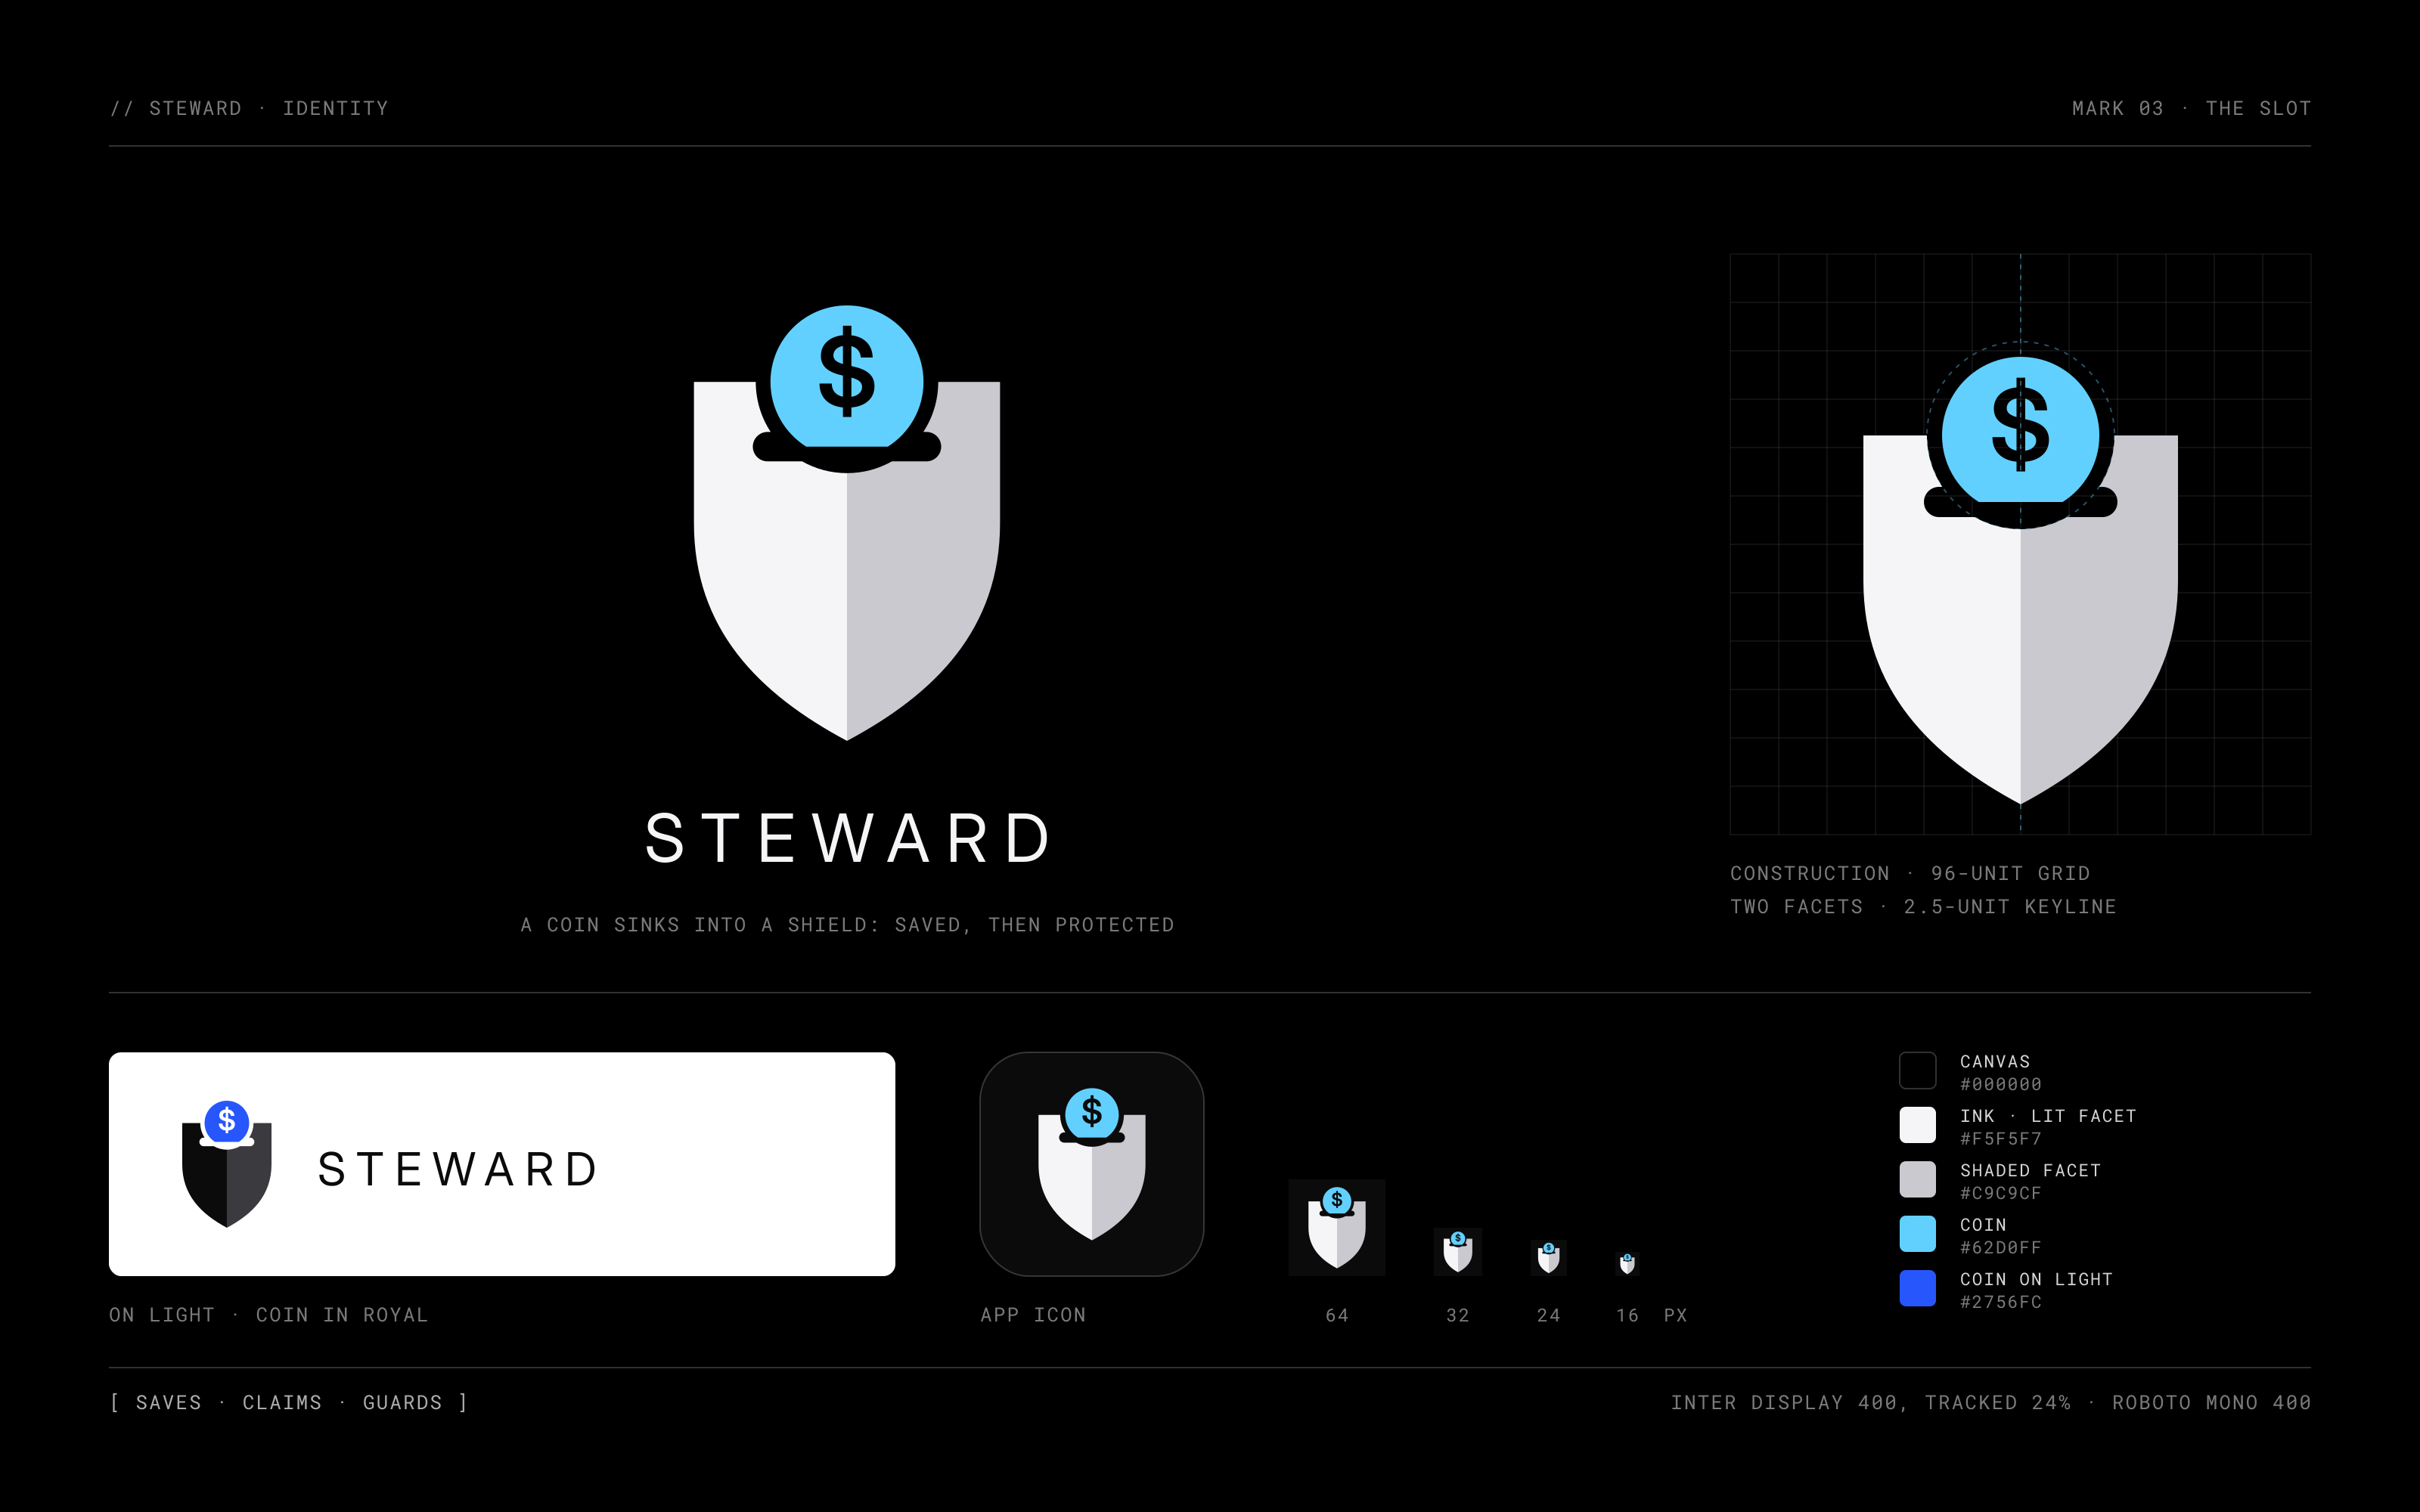 // STEWARD · IDENTITY
MARK 03 · THE SLOT
$
$
STEWARD
A COIN SINKS INTO A SHIELD: SAVED, THEN PROTECTED
CONSTRUCTION · 96-UNIT GRID
TWO FACETS · 2.5-UNIT KEYLINE
$
STEWARD
ON LIGHT · COIN IN ROYAL
$
APP ICON
$
$
$
$
64
32
24
16 PX
CANVAS
#000000
INK · LIT FACET
#F5F5F7
SHADED FACET
#C9C9CF
COIN
#62D0FF
COIN ON LIGHT
#2756FC
[ SAVES · CLAIMS · GUARDS ]
INTER DISPLAY 400, TRACKED 24% · ROBOTO MONO 400